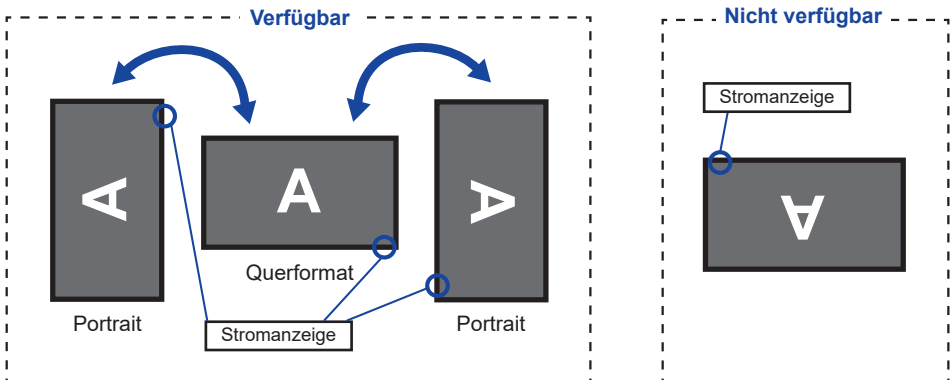 Verfügbar
Nicht verfügbar
Stromanzeige
A
A
A
A
Querformat
Portrait
Stromanzeige
Portrait